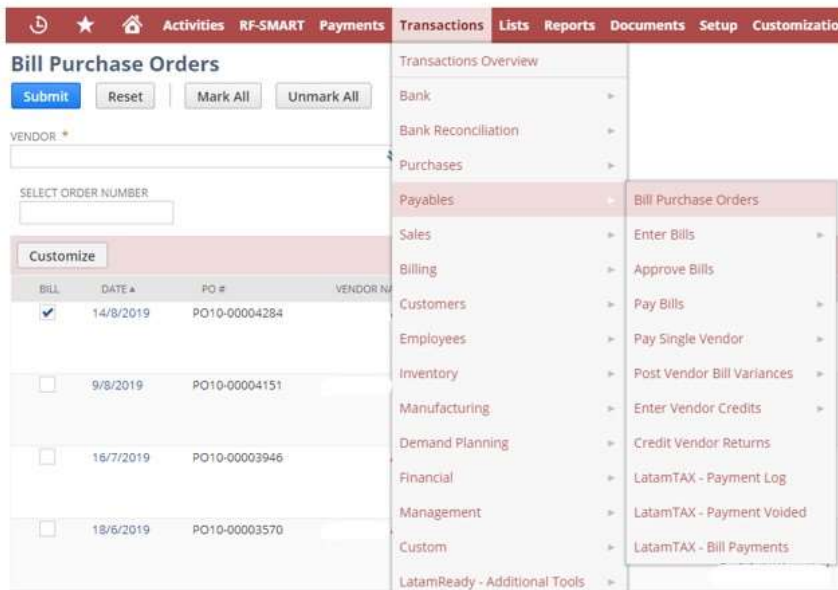 Activities RF-SMART Payments Transactions Lists Reports Documents Setup Customizatio
Bill Purchase Orders
Submit Reset Mark All Unmark All
VENDOR *
SELECT ORDER NUMBER
Customize
BILL DATE PO # VENDOR NA
14/8/2019 PO10-00004284
9/8/2019 PO10-00004151
16/7/2019 PO10-00003946
18/6/2019 PO10-00003570
Transactions Overview
Bank
Bank Reconciliation
Purchases
Payables
Sales
Billing
Customers
Employees
Inventory
Manufacturing
Demand Planning
Financial
Management
Custom
LatamReady - Additional Tools
Bill Purchase Orders
Enter Bills
Approve Bills
Pay Bills
Pay Single Vendor
Post Vendor Bill Variances
Enter Vendor Credits
Credit Vendor Returns
LatamTAX - Payment Log
LatamTAX - Payment Voided
LatamTAX - Bill Payments